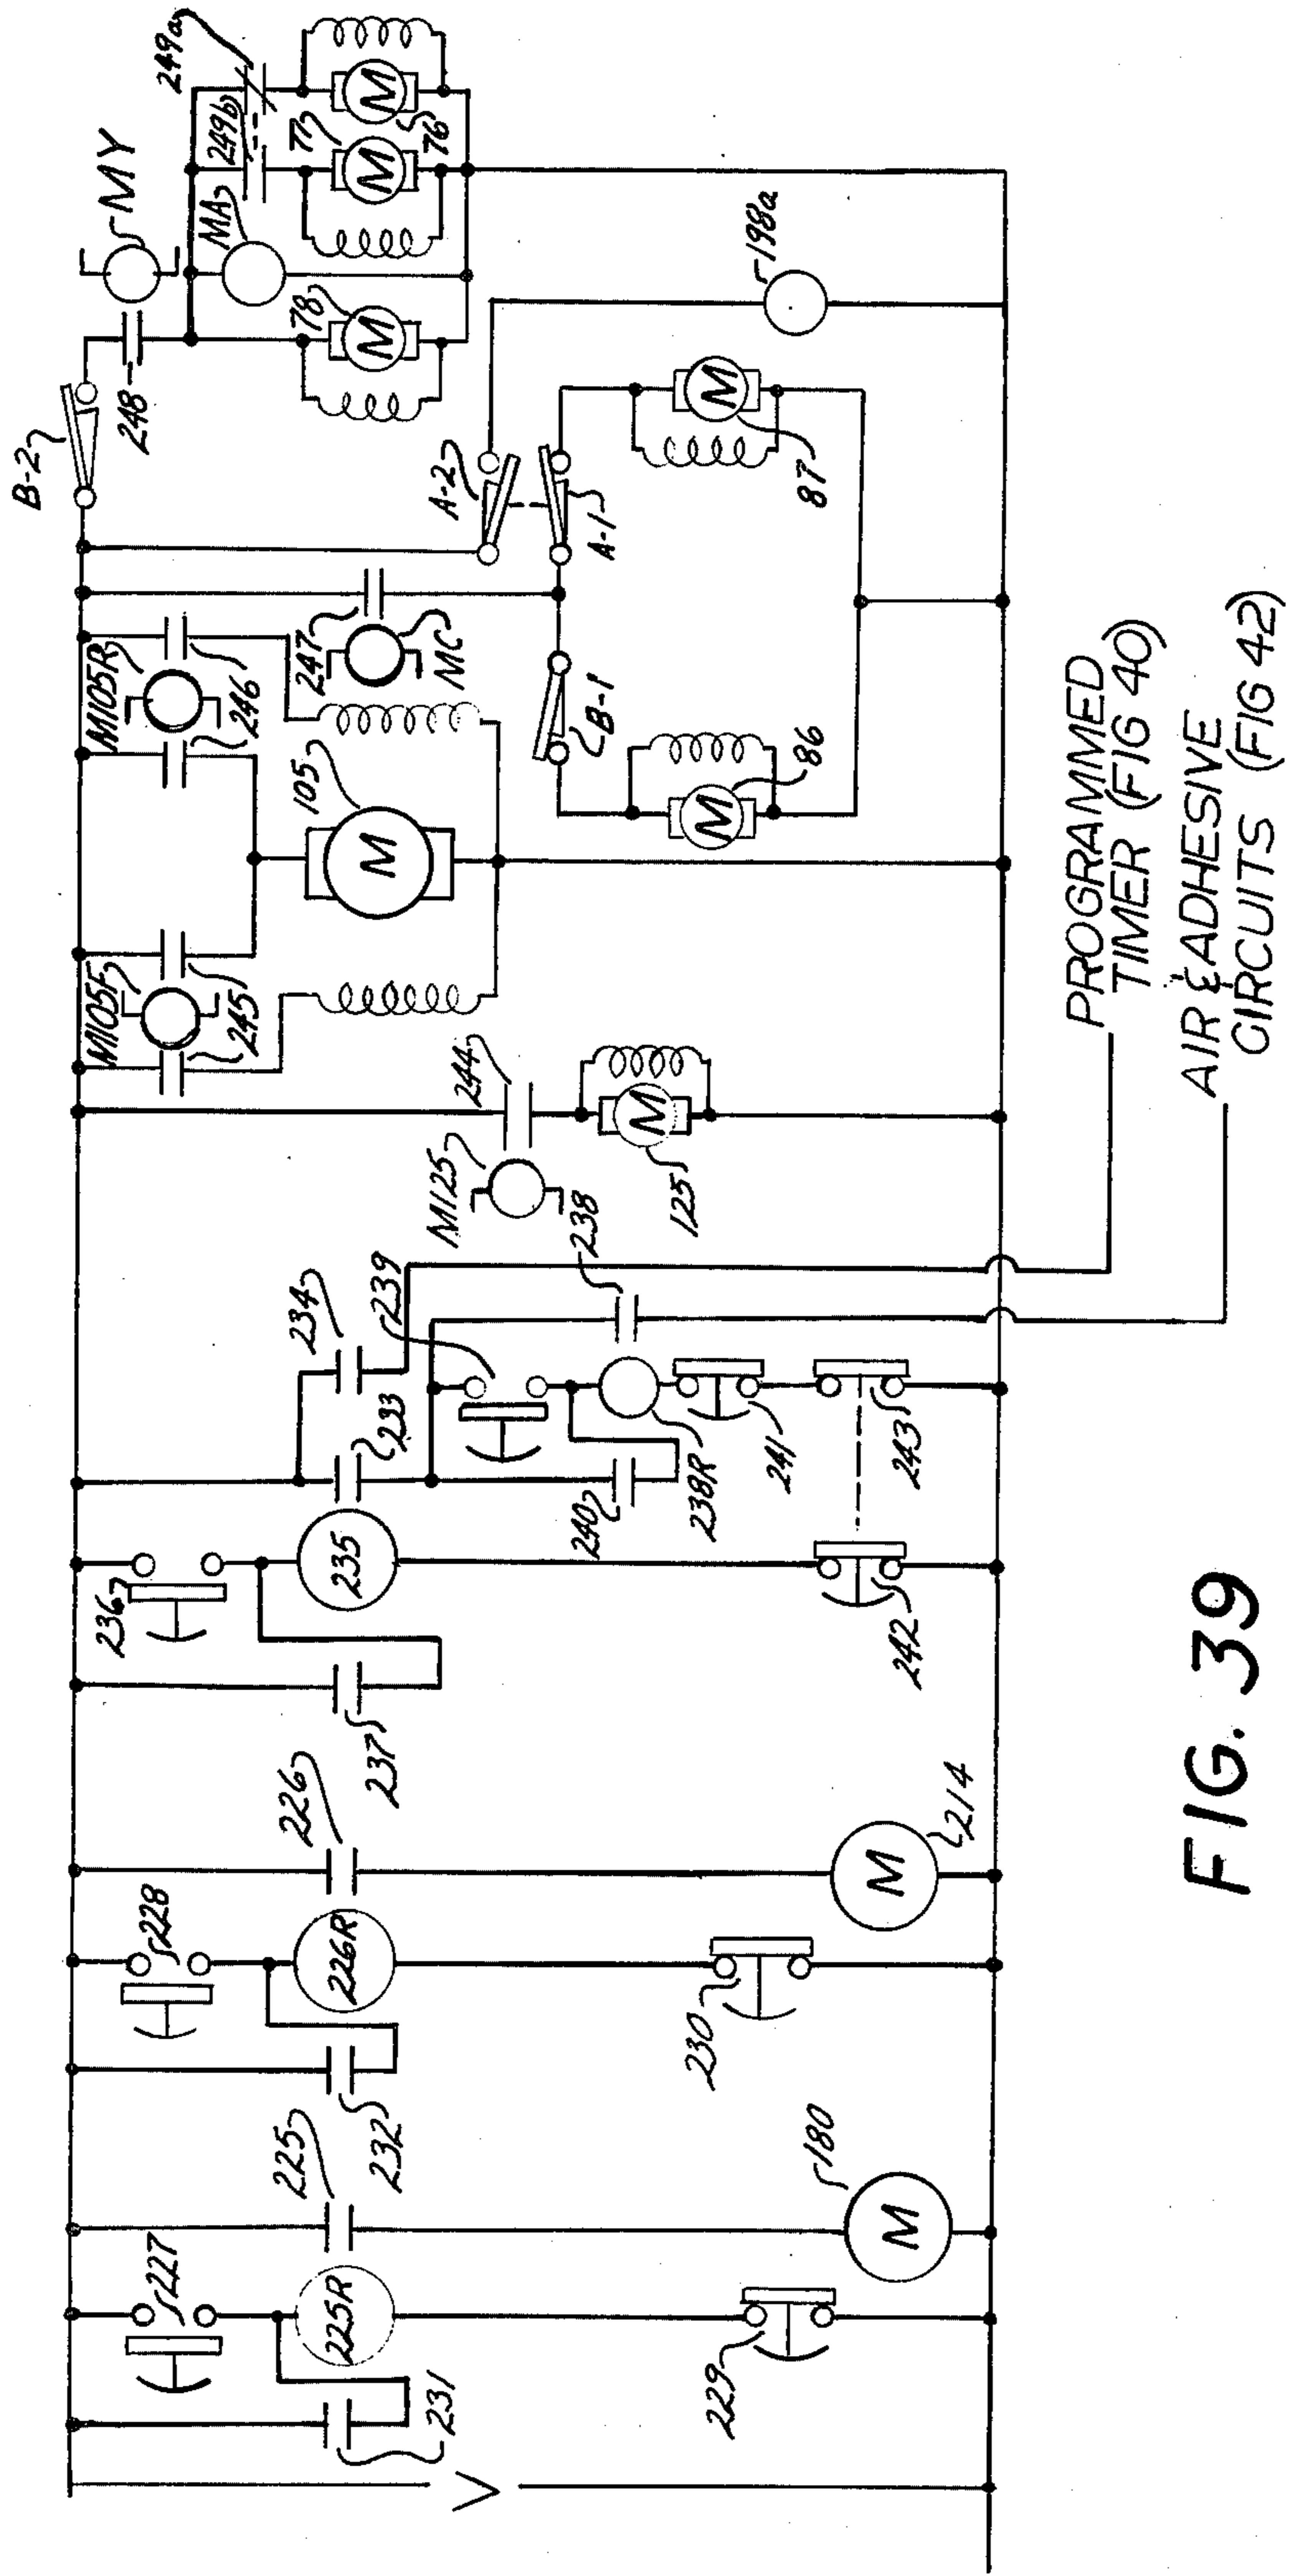 B-2
MY
249a
249b
248
MA
77
76
78
M
M
M
198a
A-2
A-1
M105R
246
247
MC
B-1
M
87
M
86
105
M
M105F
245
244
M125
M
125
234
239
238
233
240
238R
241
243
236
235
237
242
226
228
226R
232
230
M
214
225
227
225R
231
229
M
180
V
PROGRAMMED
TIMER (FIG 40)
AIR & ADHESIVE
CIRCUITS (FIG 42)
FIG. 39